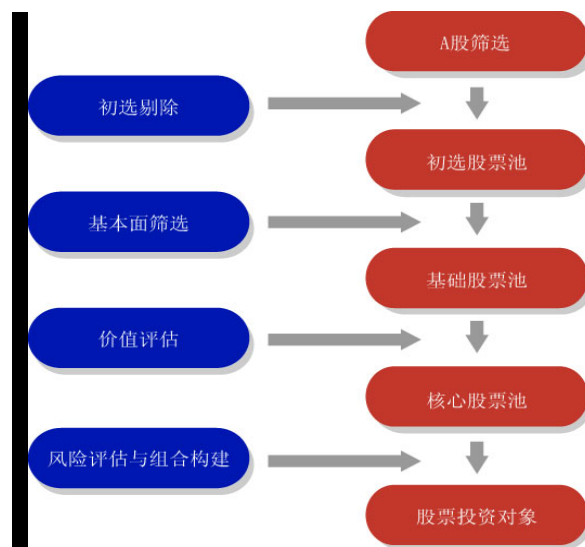 A股筛选
初选剔除
初选股票池
基本面筛选
基础股票池
价值评估
核心股票池
风险评估与组合构建
股票投资对象